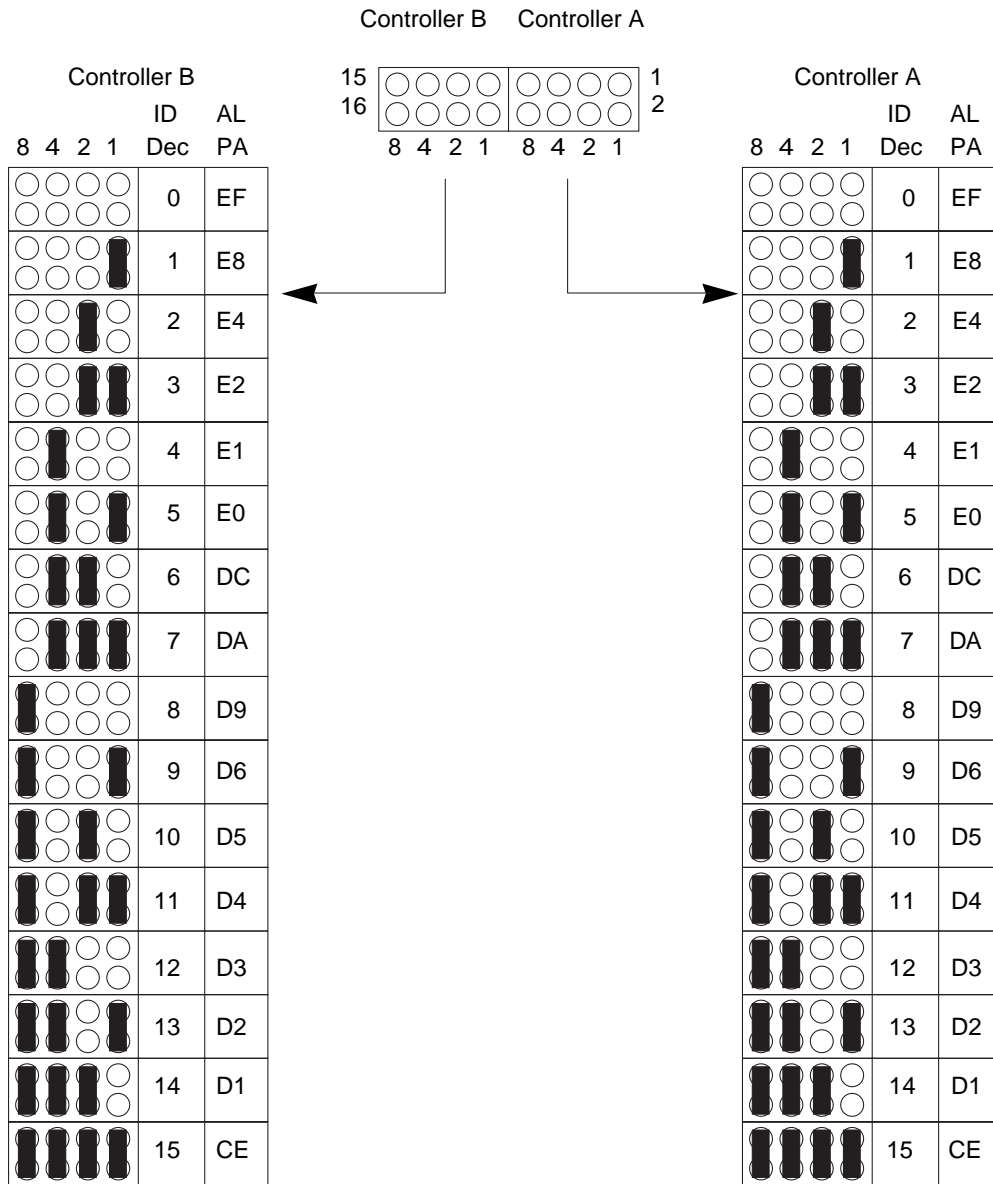 Controller B Controller A
15 1
16 2
8 4 2 1 8 4 2 1
Controller B
ID AL
8 4 2 1 Dec PA
0 EF
1 E8
2 E4
3 E2
4 E1
5 E0
6 DC
7 DA
8 D9
9 D6
10 D5
11 D4
12 D3
13 D2
14 D1
15 CE
Controller A
ID AL
8 4 2 1 Dec PA
0 EF
1 E8
2 E4
3 E2
4 E1
5 E0
6 DC
7 DA
8 D9
9 D6
10 D5
11 D4
12 D3
13 D2
14 D1
15 CE